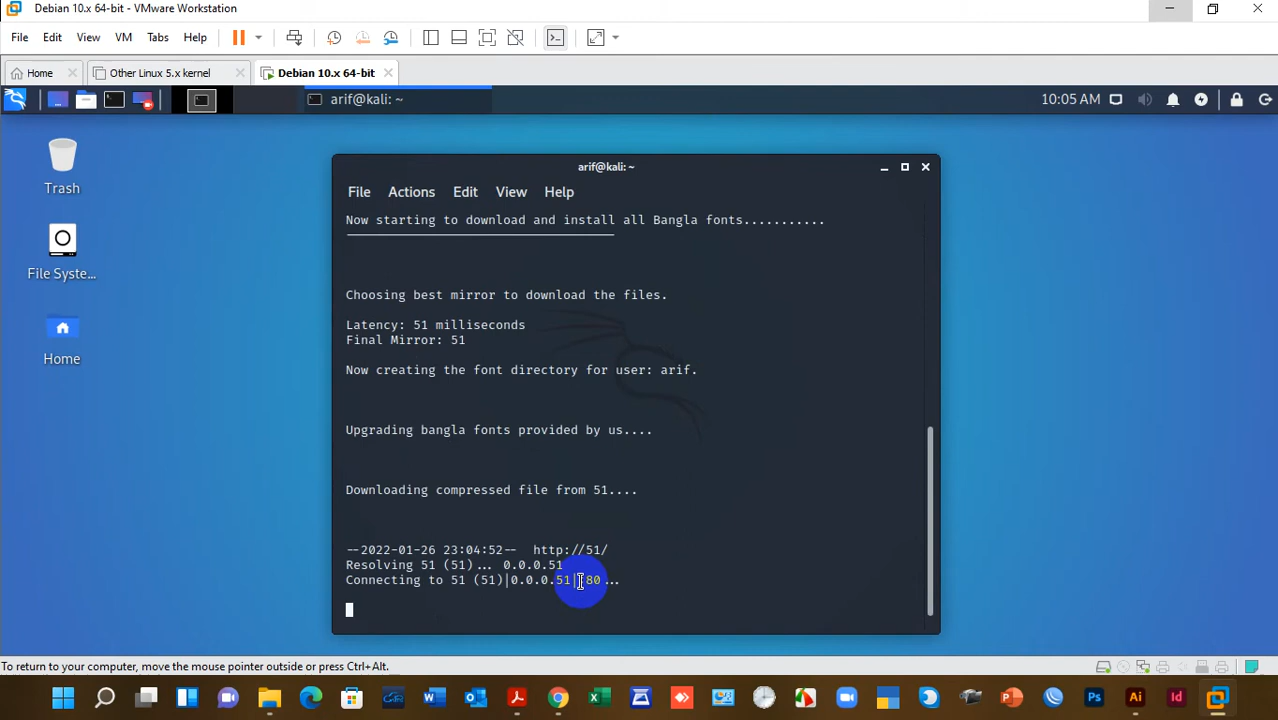 Debian 10.x 64-bit - VMware Workstation
File Edit View VM Tabs Help
Home
Other Linux 5.x kernel
Debian 10.x 64-bit
arif@kali: ~
10:05 AM
Trash
File Syste...
Home
arif@kali: ~
File Actions Edit View Help
Now starting to download and install all Bangla fonts...........
Choosing best mirror to download the files.
Latency: 51 milliseconds
Final Mirror: 51
Now creating the font directory for user: arif.
Upgrading bangla fonts provided by us....
Downloading compressed file from 51....
--2022-01-26 23:04:52-- http://51/
Resolving 51 (51)... 0.0.0.51
Connecting to 51 (51)|0.0.0.51|:80...
To return to your computer, move the mouse pointer outside or press Ctrl+Alt.
W
X
P
Ps
Ai
Id